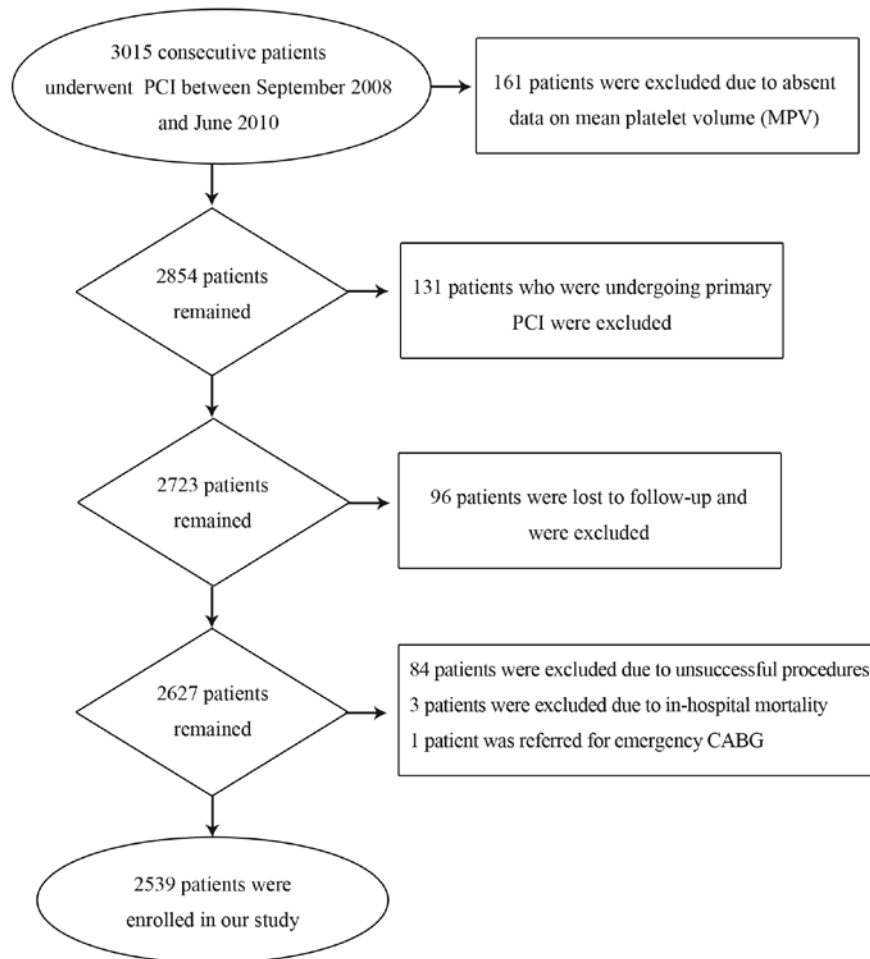 3015 consecutive patients
underwent PCI between September 2008
and June 2010
161 patients were excluded due to absent
data on mean platelet volume (MPV)
2854 patients
remained
131 patients who were undergoing primary
PCI were excluded
2723 patients
remained
96 patients were lost to follow-up and
were excluded
2627 patients
remained
84 patients were excluded due to unsuccessful procedures
3 patients were excluded due to in-hospital mortality
1 patient was referred for emergency CABG
2539 patients were
enrolled in our study